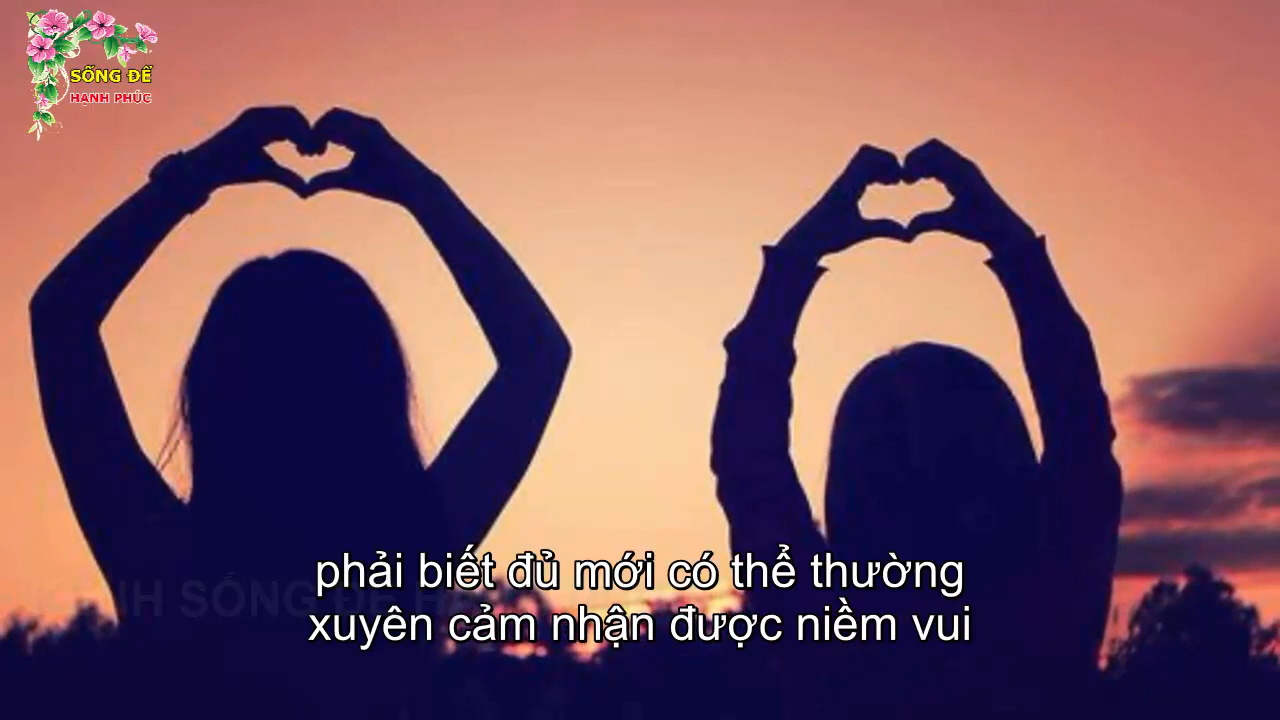 SỐNG ĐỂ
HẠNH PHÚC
phải biết đủ mới có thể thường
xuyên cảm nhận được niềm vui